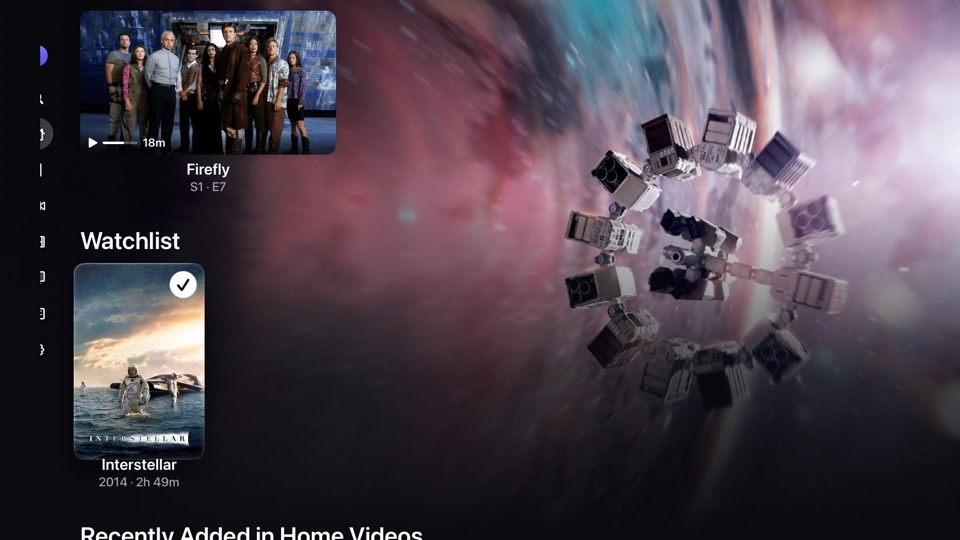 18m
Firefly
S1 · E7
Watchlist
INTERSTELLAR
Interstellar
2014 · 2h 49m
Recently Added in Home Videos